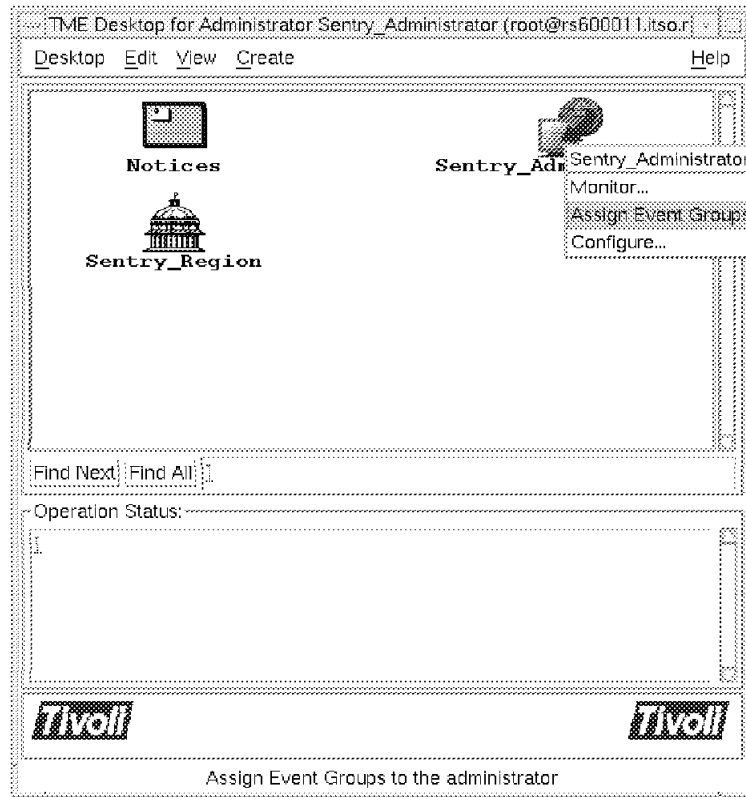 TME Desktop for Administrator Sentry_Administrator (root@rs600011.itso.r
Desktop Edit View Create Help
Notices
Sentry_Adm
Sentry_Administrator
Monitor...
Assign Event Groups
Configure...
Sentry_Region
Find Next Find All
Operation Status:
Tivoli Tivoli
Assign Event Groups to the administrator